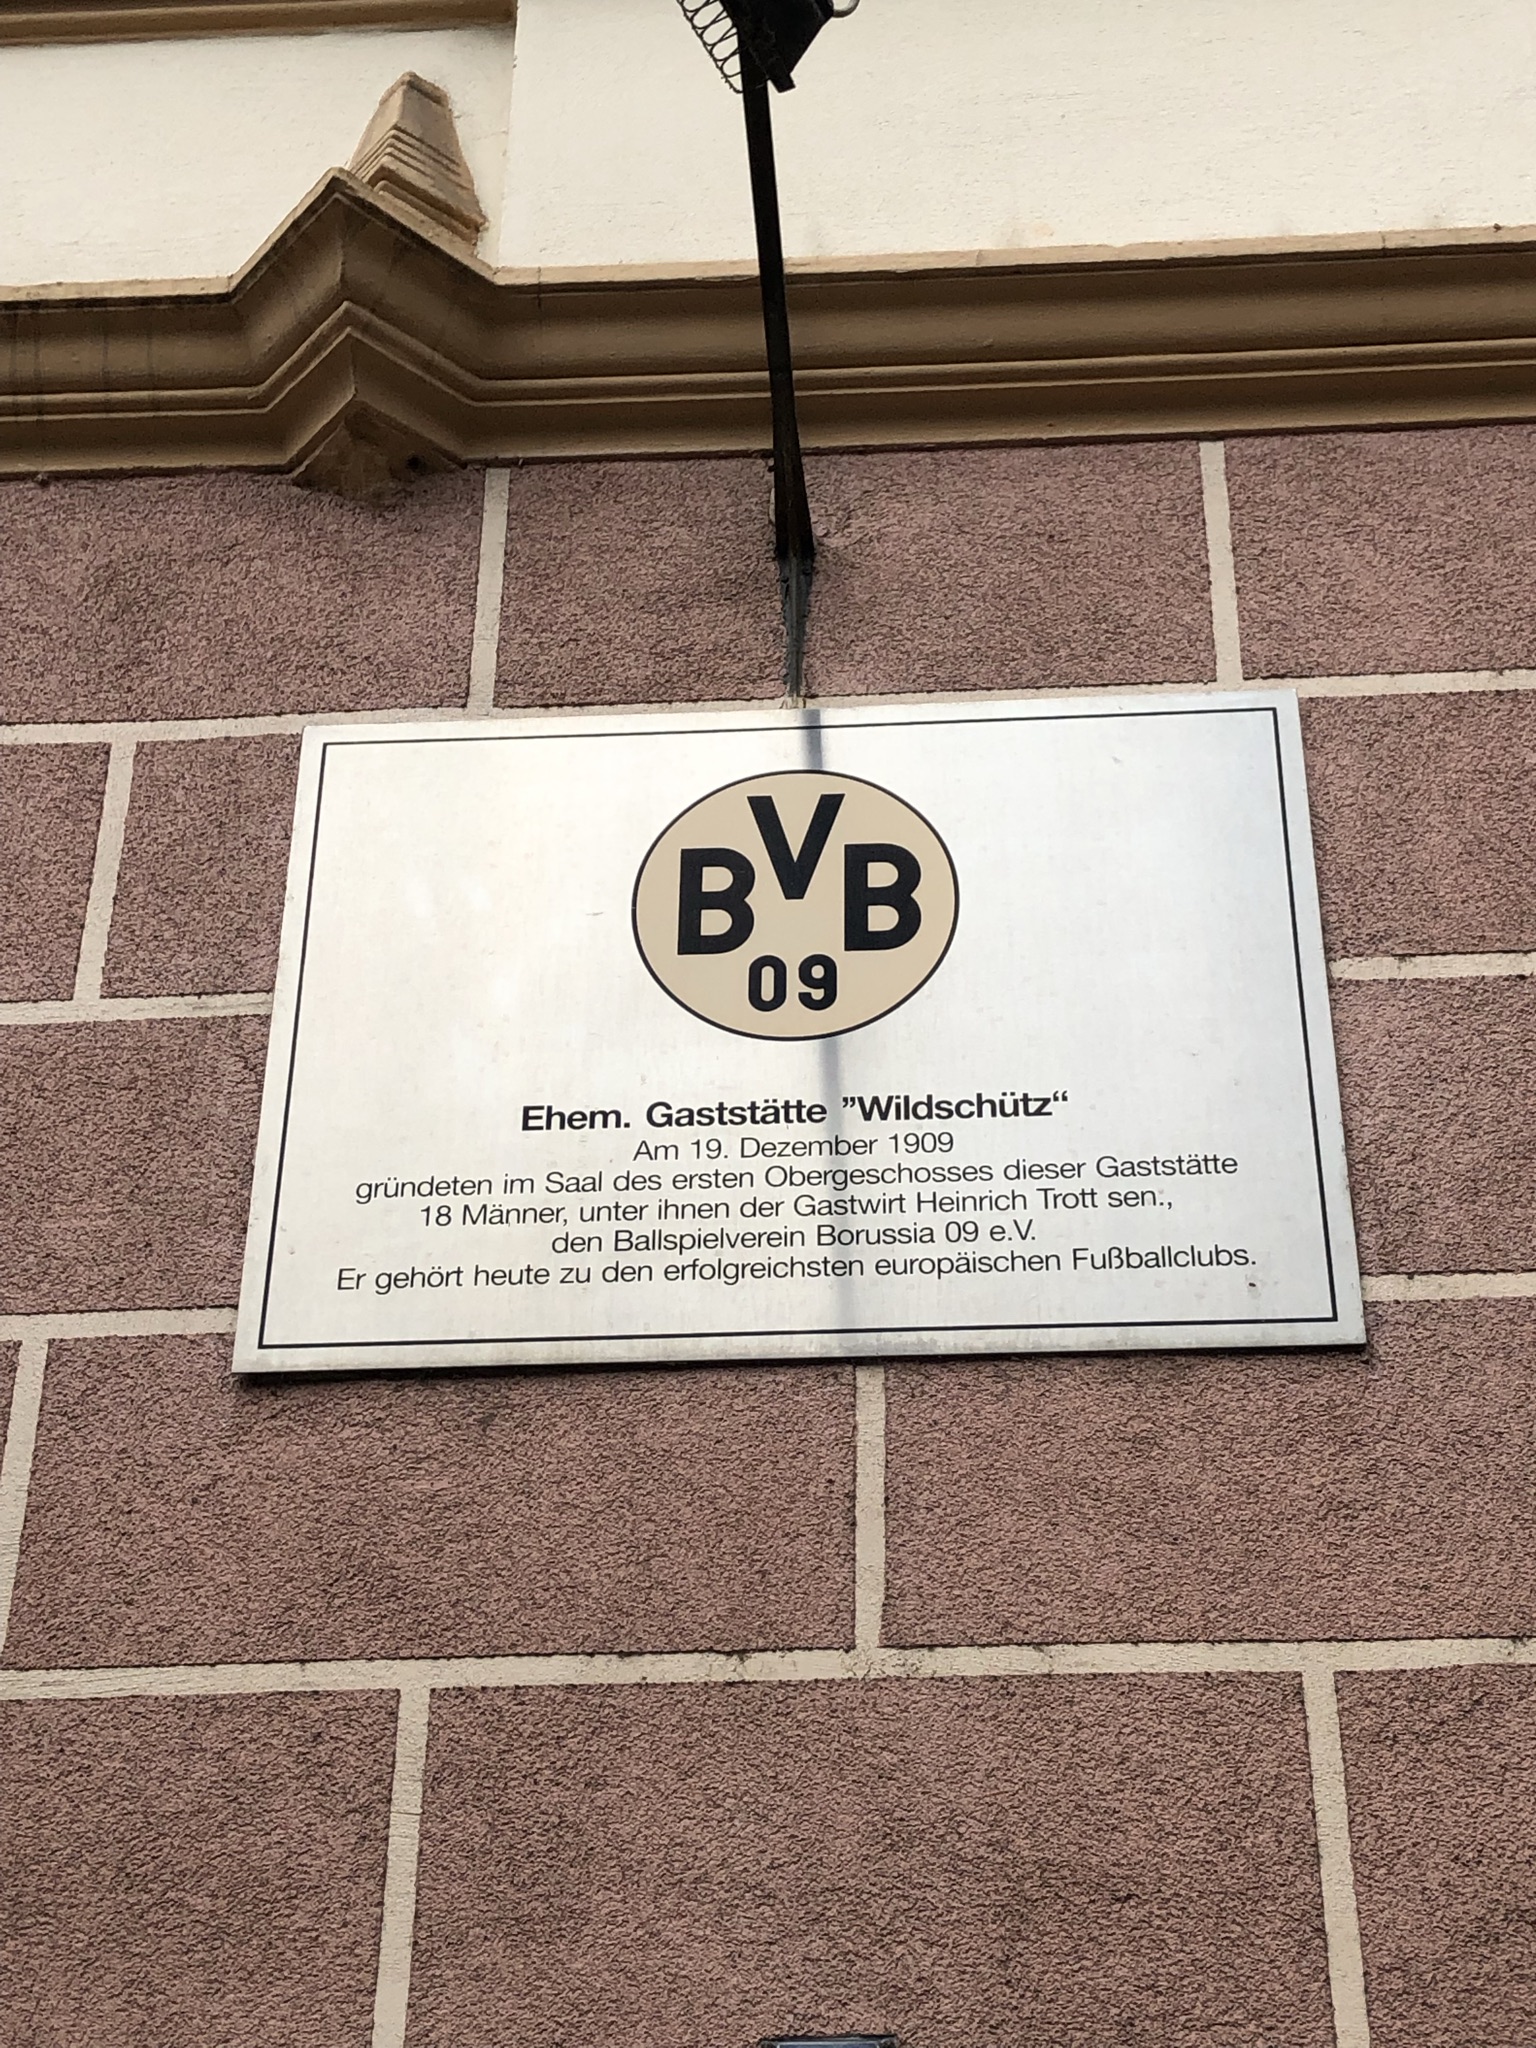 BVB
09
Ehem. Gaststätte ”Wildschütz“
Am 19. Dezember 1909
gründeten im Saal des ersten Obergeschosses dieser Gaststätte
18 Männer, unter ihnen der Gastwirt Heinrich Trott sen.,
den Ballspielverein Borussia 09 e.V.
Er gehört heute zu den erfolgreichsten europäischen Fußballclubs.